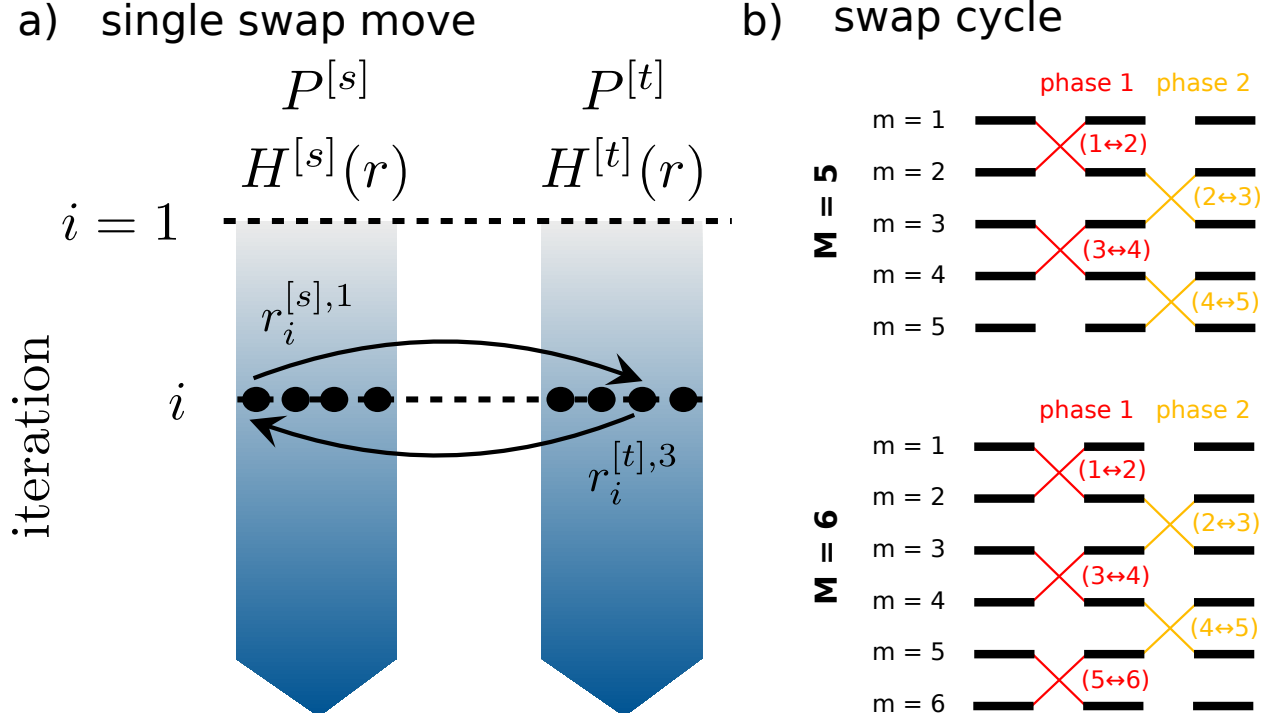 a) single swap move
P^{[s]} P^{[t]}
H^{[s]}(r) H^{[t]}(r)
i = 1
r_i^{[s],1}
i
r_i^{[t],3}
iteration
b) swap cycle
phase 1 phase 2
M = 5
m = 1
(1↔2)
m = 2
(2↔3)
m = 3
(3↔4)
m = 4
(4↔5)
m = 5
phase 1 phase 2
M = 6
m = 1
(1↔2)
m = 2
(2↔3)
m = 3
(3↔4)
m = 4
(4↔5)
m = 5
(5↔6)
m = 6